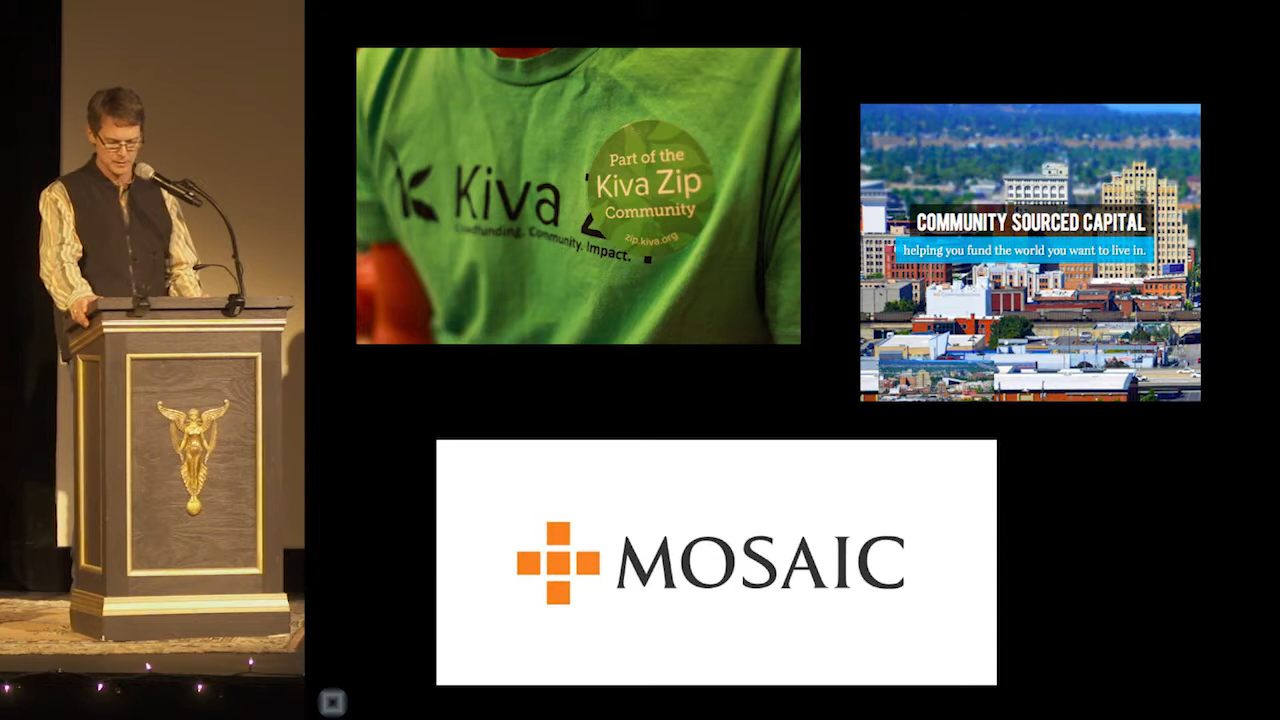 Kiva
Community. Impact.
Part of the
Kiva Zip
Community
zip.kiva.org
COMMUNITY SOURCED CAPITAL
helping you fund the world you want to live in.
MOSAIC